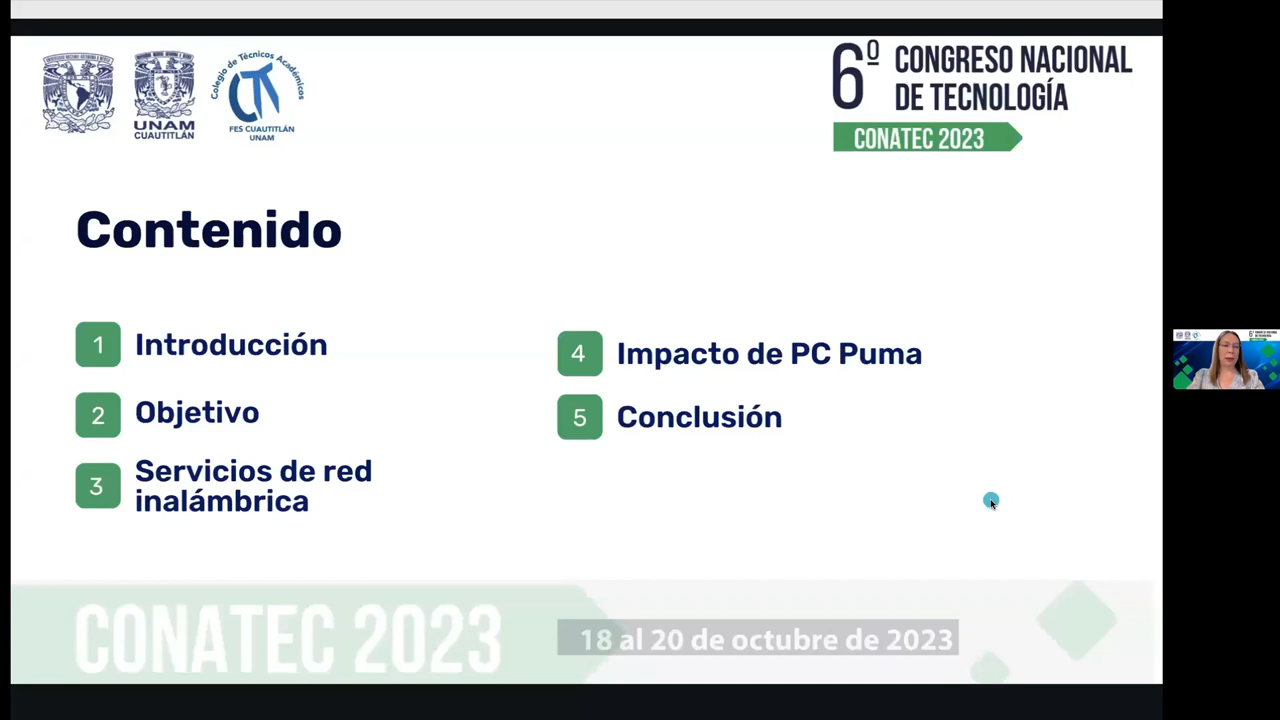 UNAM
CUAUTITLÁN
Colegio de Técnicos Académicos
FES CUAUTITLÁN
UNAM
6º CONGRESO NACIONAL
DE TECNOLOGÍA
CONATEC 2023
Contenido
1 Introducción
2 Objetivo
3 Servicios de red
inalámbrica
4 Impacto de PC Puma
5 Conclusión
CONATEC 2023
18 al 20 de octubre de 2023